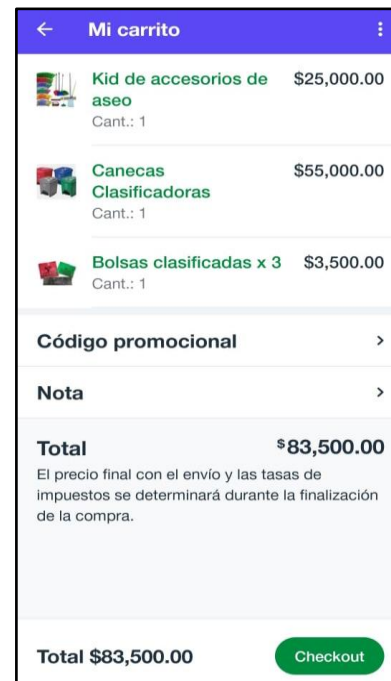 Mi carrito
Kid de accesorios de $25,000.00
aseo
Cant.: 1
Canecas $55,000.00
Clasificadoras
Cant.: 1
Bolsas clasificadas x 3 $3,500.00
Cant.: 1
Código promocional
Nota
Total $83,500.00
El precio final con el envío y las tasas de
impuestos se determinará durante la finalización
de la compra.
Total $83,500.00 Checkout